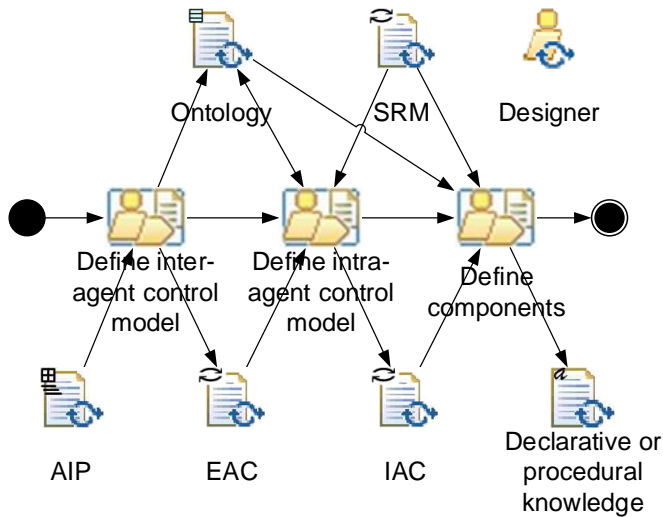 Ontology
SRM
Designer
Define inter-
agent control
model
Define intra-
agent control
model
Define
components
AIP
EAC
IAC
a
Declarative or
procedural
knowledge